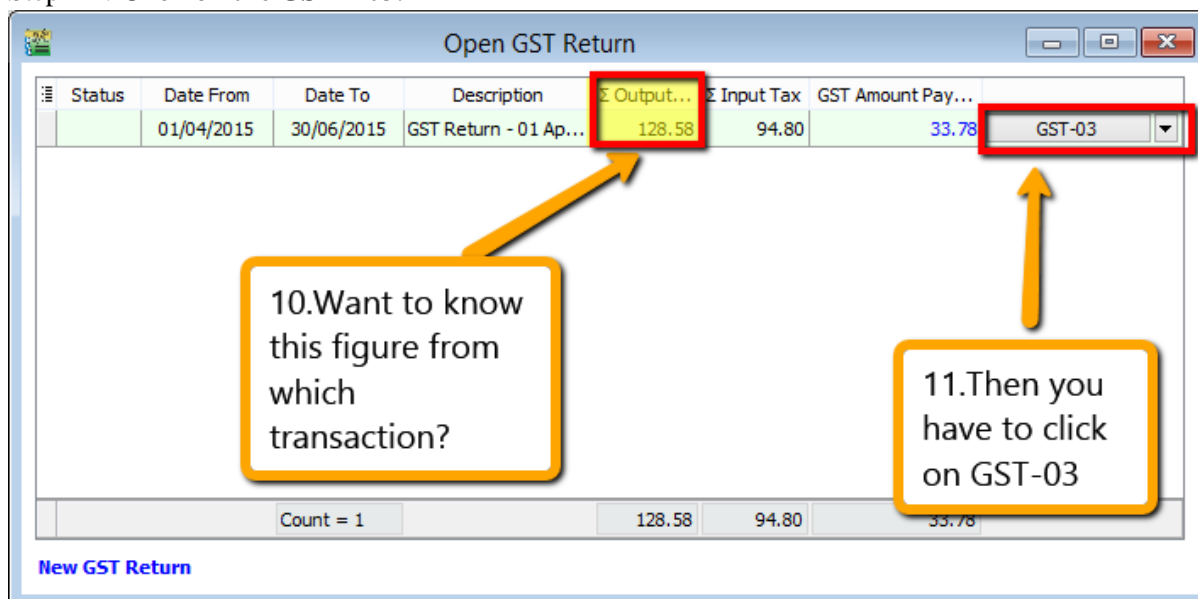 Open GST Return
Status Date From Date To Description Σ Output... Σ Input Tax GST Amount Pay...
01/04/2015 30/06/2015 GST Return - 01 Ap... 128.58 94.80 33.78 GST-03
10.Want to know
this figure from
which
transaction?
11.Then you
have to click
on GST-03
Count = 1 128.58 94.80 33.78
New GST Return